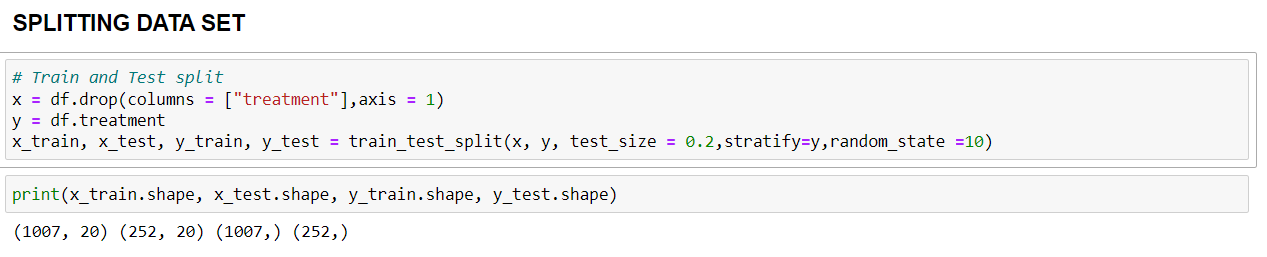 SPLITTING DATA SET
# Train and Test split
x = df.drop(columns = ["treatment"],axis = 1)
y = df.treatment
x_train, x_test, y_train, y_test = train_test_split(x, y, test_size = 0.2,stratify=y,random_state =10)
print(x_train.shape, x_test.shape, y_train.shape, y_test.shape)
(1007, 20) (252, 20) (1007,) (252,)